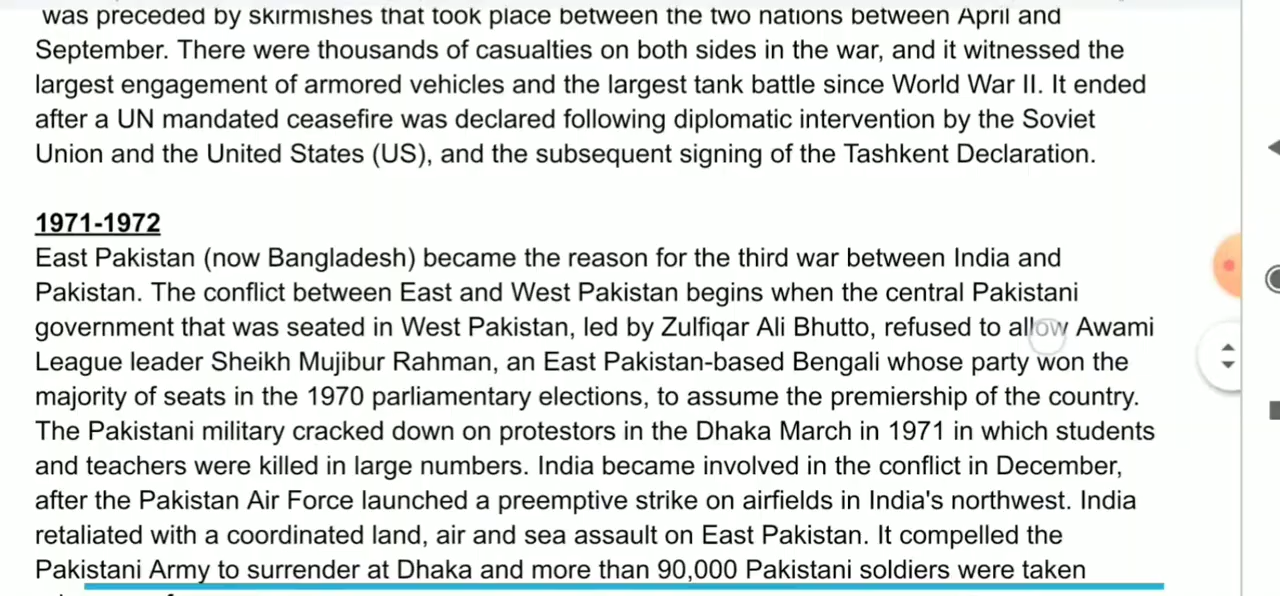 was preceded by skirmishes that took place between the two nations between April and
September. There were thousands of casualties on both sides in the war, and it witnessed the
largest engagement of armored vehicles and the largest tank battle since World War II. It ended
after a UN mandated ceasefire was declared following diplomatic intervention by the Soviet
Union and the United States (US), and the subsequent signing of the Tashkent Declaration.
1971-1972
East Pakistan (now Bangladesh) became the reason for the third war between India and
Pakistan. The conflict between East and West Pakistan begins when the central Pakistani
government that was seated in West Pakistan, led by Zulfiqar Ali Bhutto, refused to allow Awami
League leader Sheikh Mujibur Rahman, an East Pakistan-based Bengali whose party won the
majority of seats in the 1970 parliamentary elections, to assume the premiership of the country.
The Pakistani military cracked down on protestors in the Dhaka March in 1971 in which students
and teachers were killed in large numbers. India became involved in the conflict in December,
after the Pakistan Air Force launched a preemptive strike on airfields in India's northwest. India
retaliated with a coordinated land, air and sea assault on East Pakistan. It compelled the
Pakistani Army to surrender at Dhaka and more than 90,000 Pakistani soldiers were taken